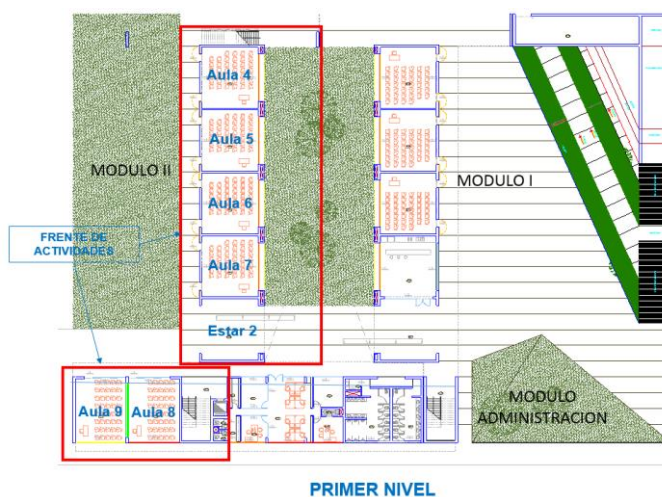 Aula 4
Aula 5
MODULO II
MODULO I
Aula 6
FRENTE DE
ACTIVIDADES
Aula 7
Estar 2
Aula 9
Aula 8
MODULO
ADMINISTRACION
PRIMER NIVEL